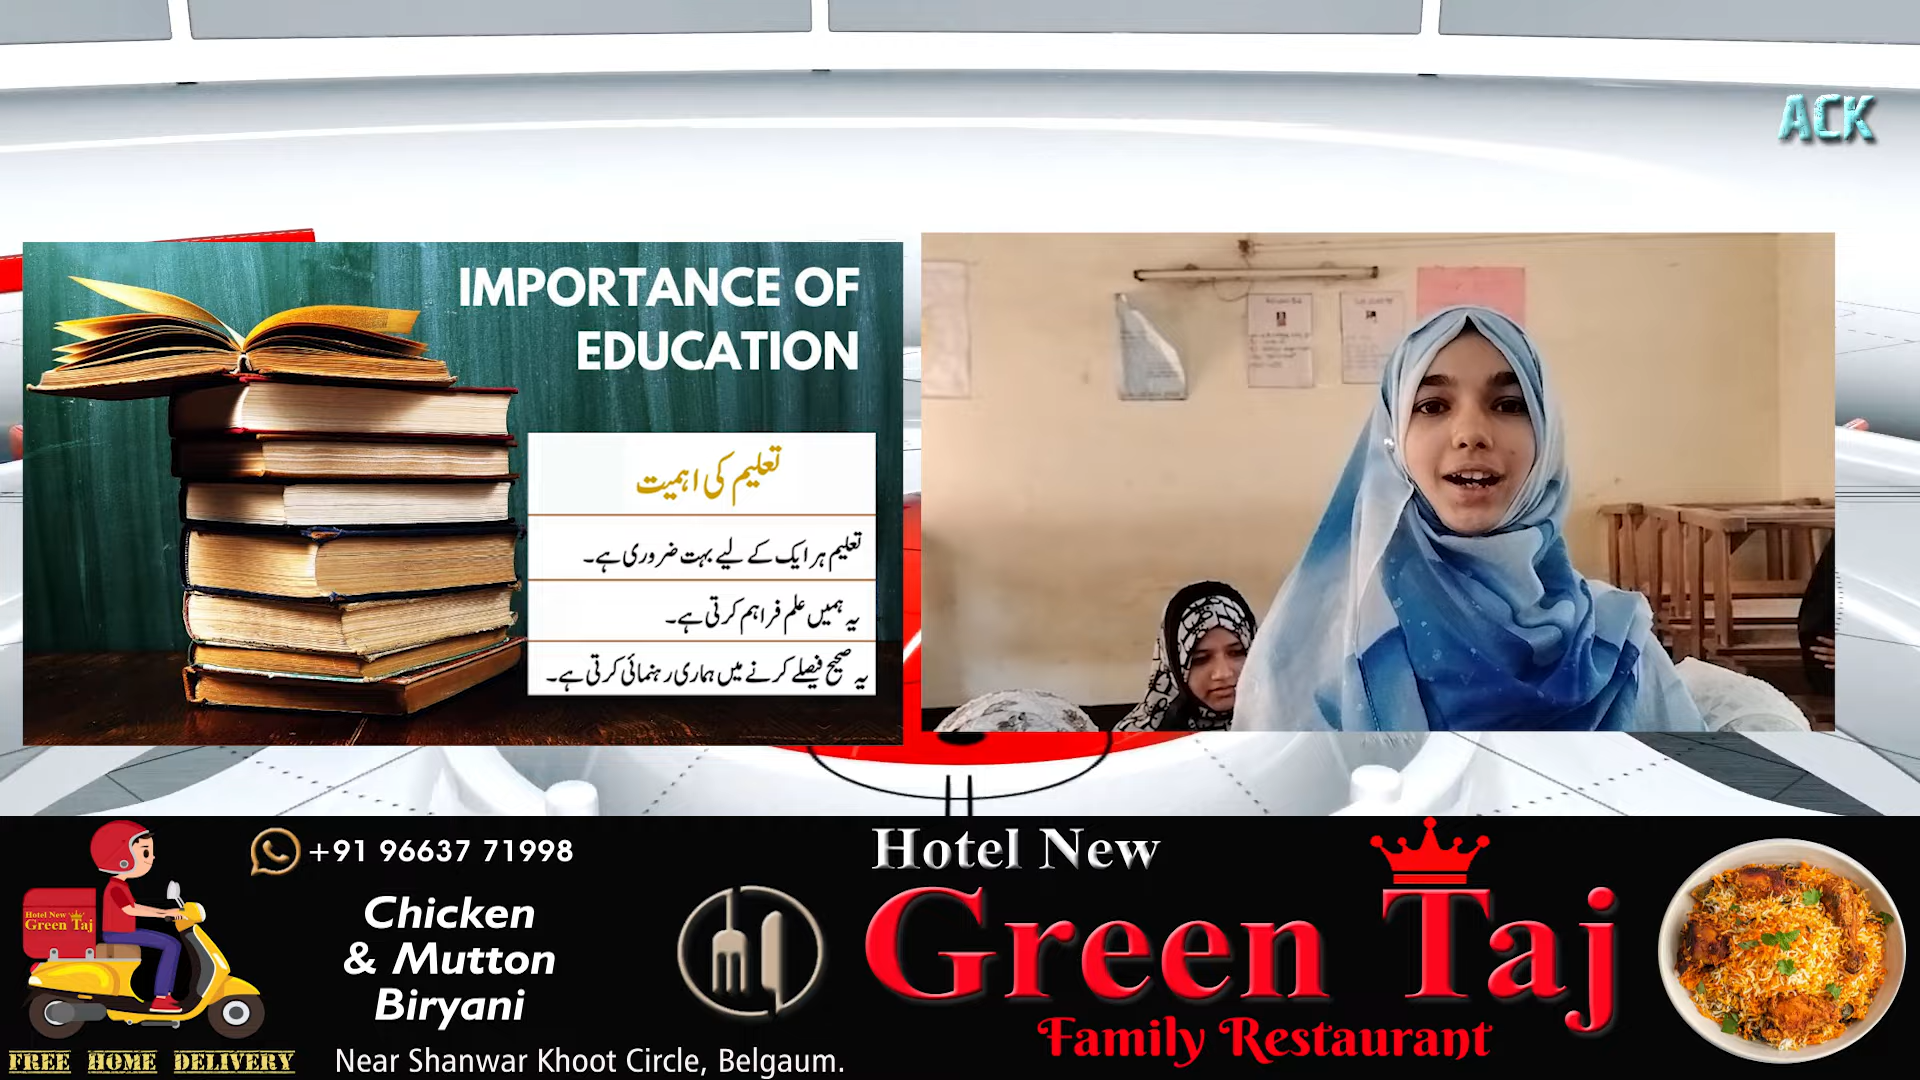 ACK
IMPORTANCE OF
EDUCATION
تعلیم کی اہمیت
تعلیم ہر ایک کے لیے بہت ضروری ہے۔
یہ ہمیں علم فراہم کرتی ہے۔
یہ صحیح فیصلے کرنے میں ہماری رہنمائی کرتی ہے۔
+91 96637 71998
Chicken
& Mutton
Biryani
Near Shanwar Khoot Circle, Belgaum.
Hotel New
Green Taj
FREE HOME DELIVERY
Hotel New
Green Taj
Family Restaurant